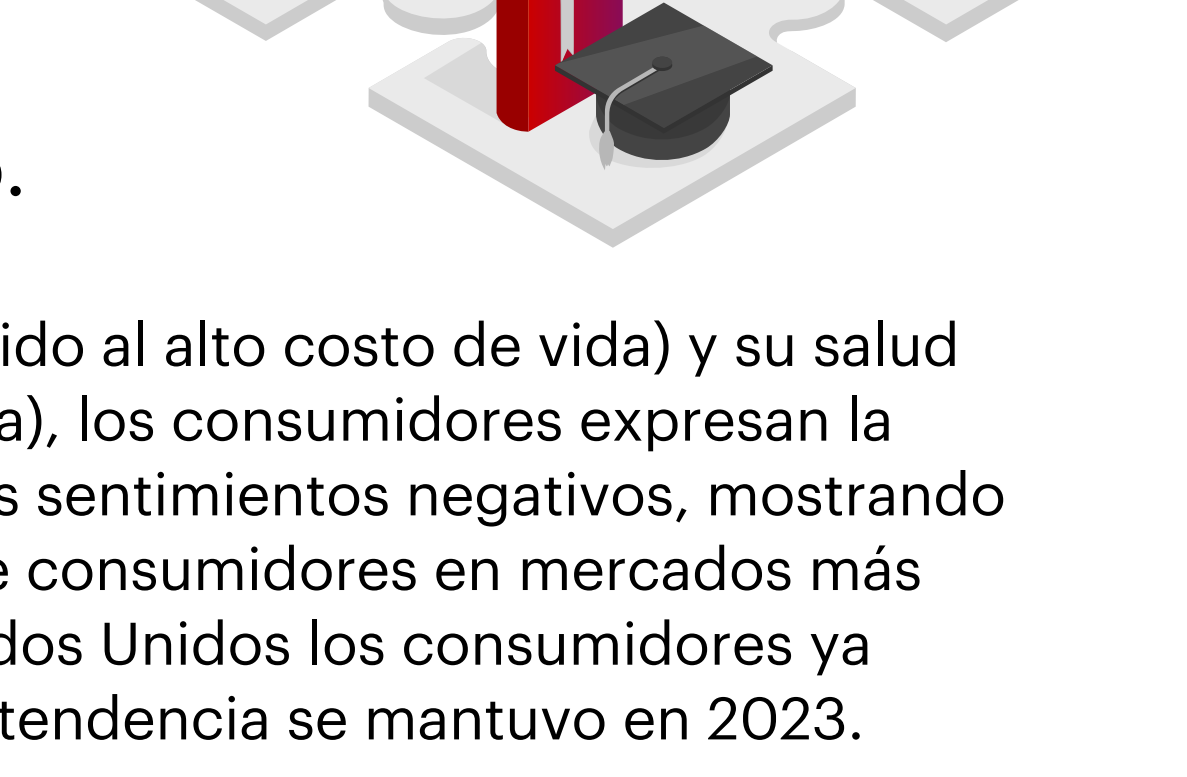 .
ido al alto costo de vida) y su salud
a), los consumidores expresan la
s sentimientos negativos, mostrando
e consumidores en mercados más
dos Unidos los consumidores ya
tendencia se mantuvo en 2023.